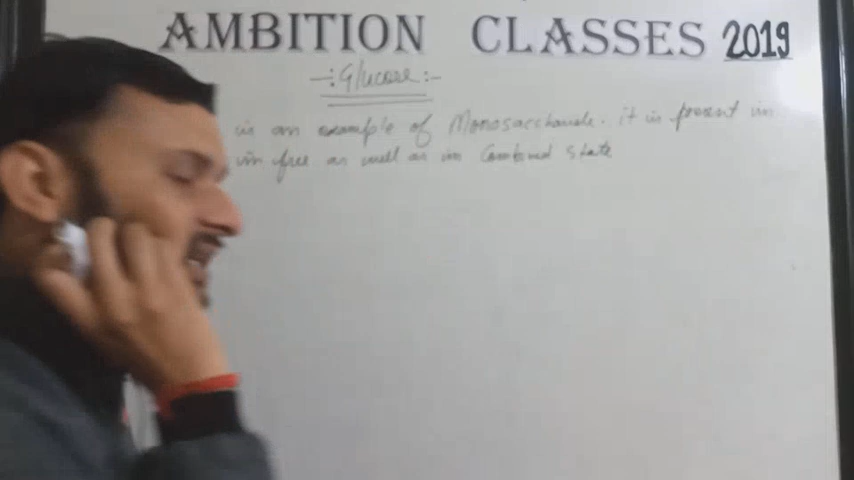 AMBITION CLASSES 2019
-: Glucose :-
is an example of Monosaccharide. it is present in
in free as well as in Combined state